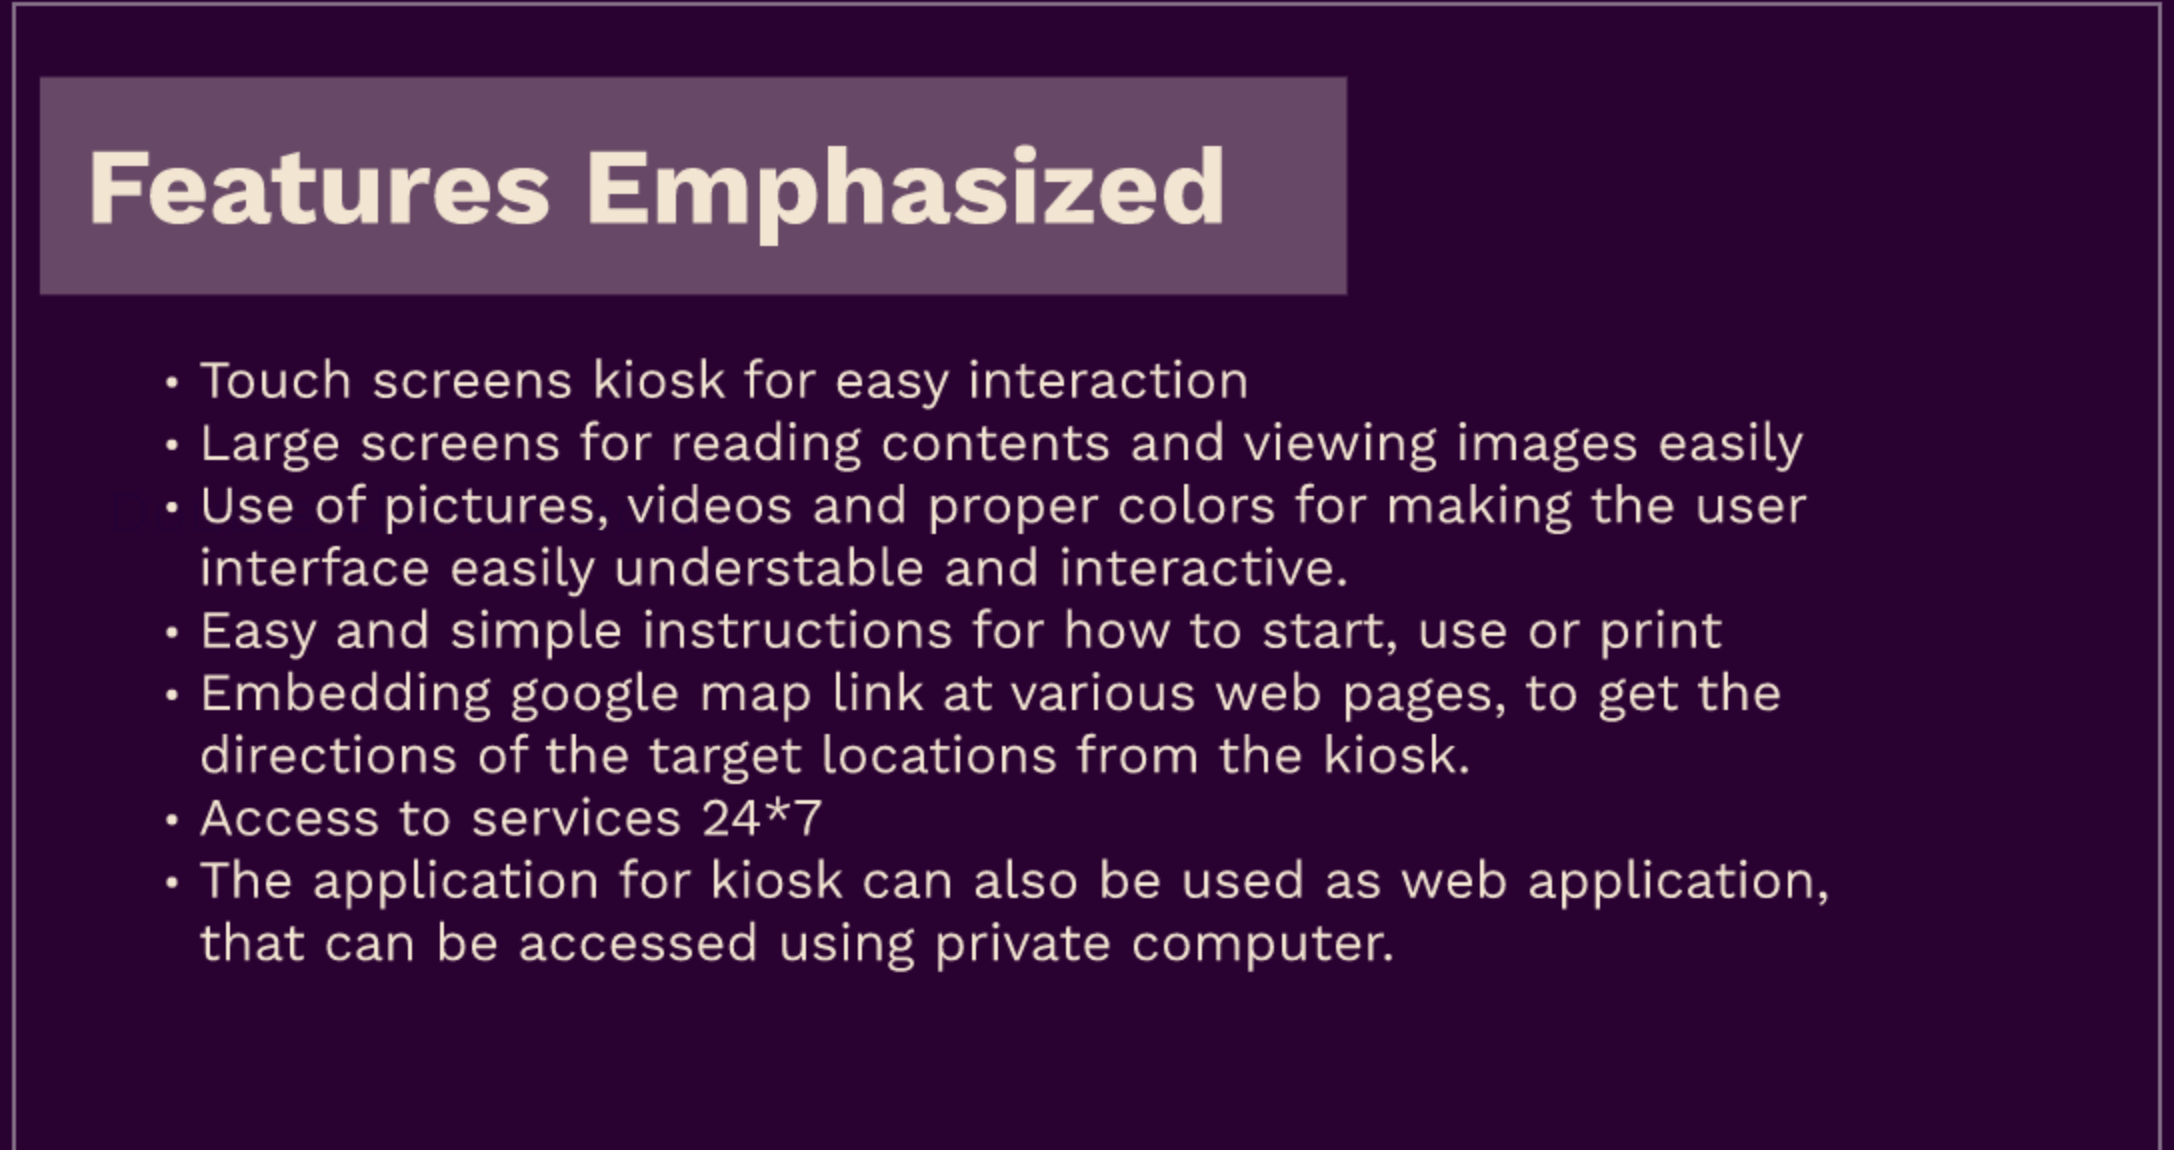 Features Emphasized
• Touch screens kiosk for easy interaction
• Large screens for reading contents and viewing images easily
• Use of pictures, videos and proper colors for making the user
interface easily understable and interactive.
• Easy and simple instructions for how to start, use or print
• Embedding google map link at various web pages, to get the
directions of the target locations from the kiosk.
• Access to services 24*7
• The application for kiosk can also be used as web application,
that can be accessed using private computer.